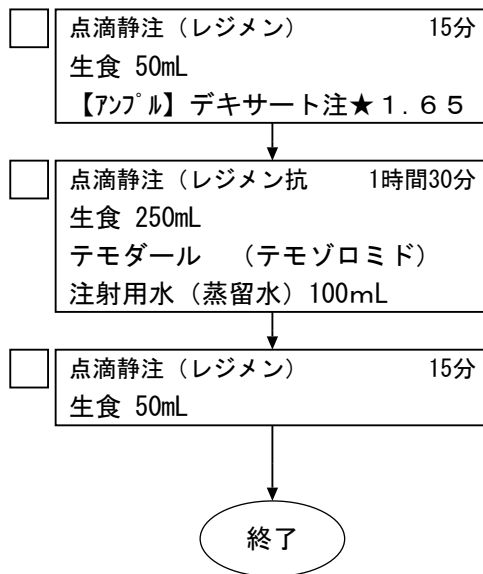 点滴静注（レジメン） 15分
生食 50mL
【ｱﾝﾌﾟﾙ】デキサート注★１．６５
点滴静注（レジメン抗 1時間30分
生食 250mL
テモダール （テモゾロミド）
注射用水（蒸留水）100mL
点滴静注（レジメン） 15分
生食 50mL
終了